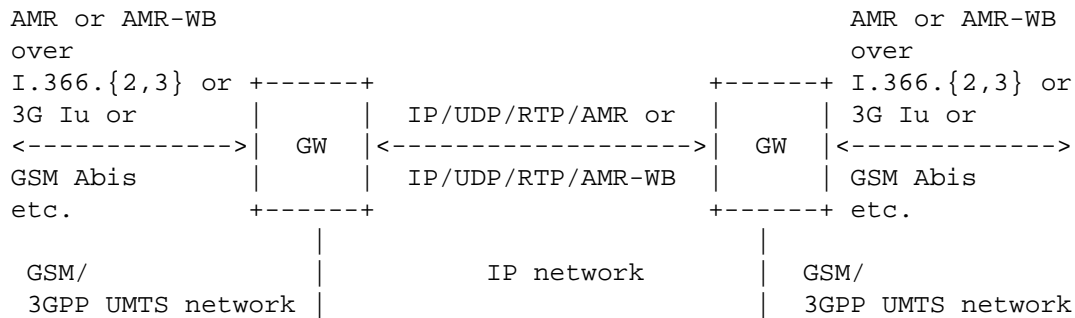 AMR or AMR-WB                                        AMR or AMR-WB
over                                                 over
I.366.{2,3} or +------+                      +------+ I.366.{2,3} or
3G Iu or       |      |  IP/UDP/RTP/AMR or   |      | 3G Iu or
<------------->|  GW  |<-------------------->|  GW  |<------------->
GSM Abis       |      |  IP/UDP/RTP/AMR-WB   |      | GSM Abis
etc.           +------+                      +------+ etc.
                   |                             |
 GSM/              |           IP network        |  GSM/
 3GPP UMTS network |                             |  3GPP UMTS network